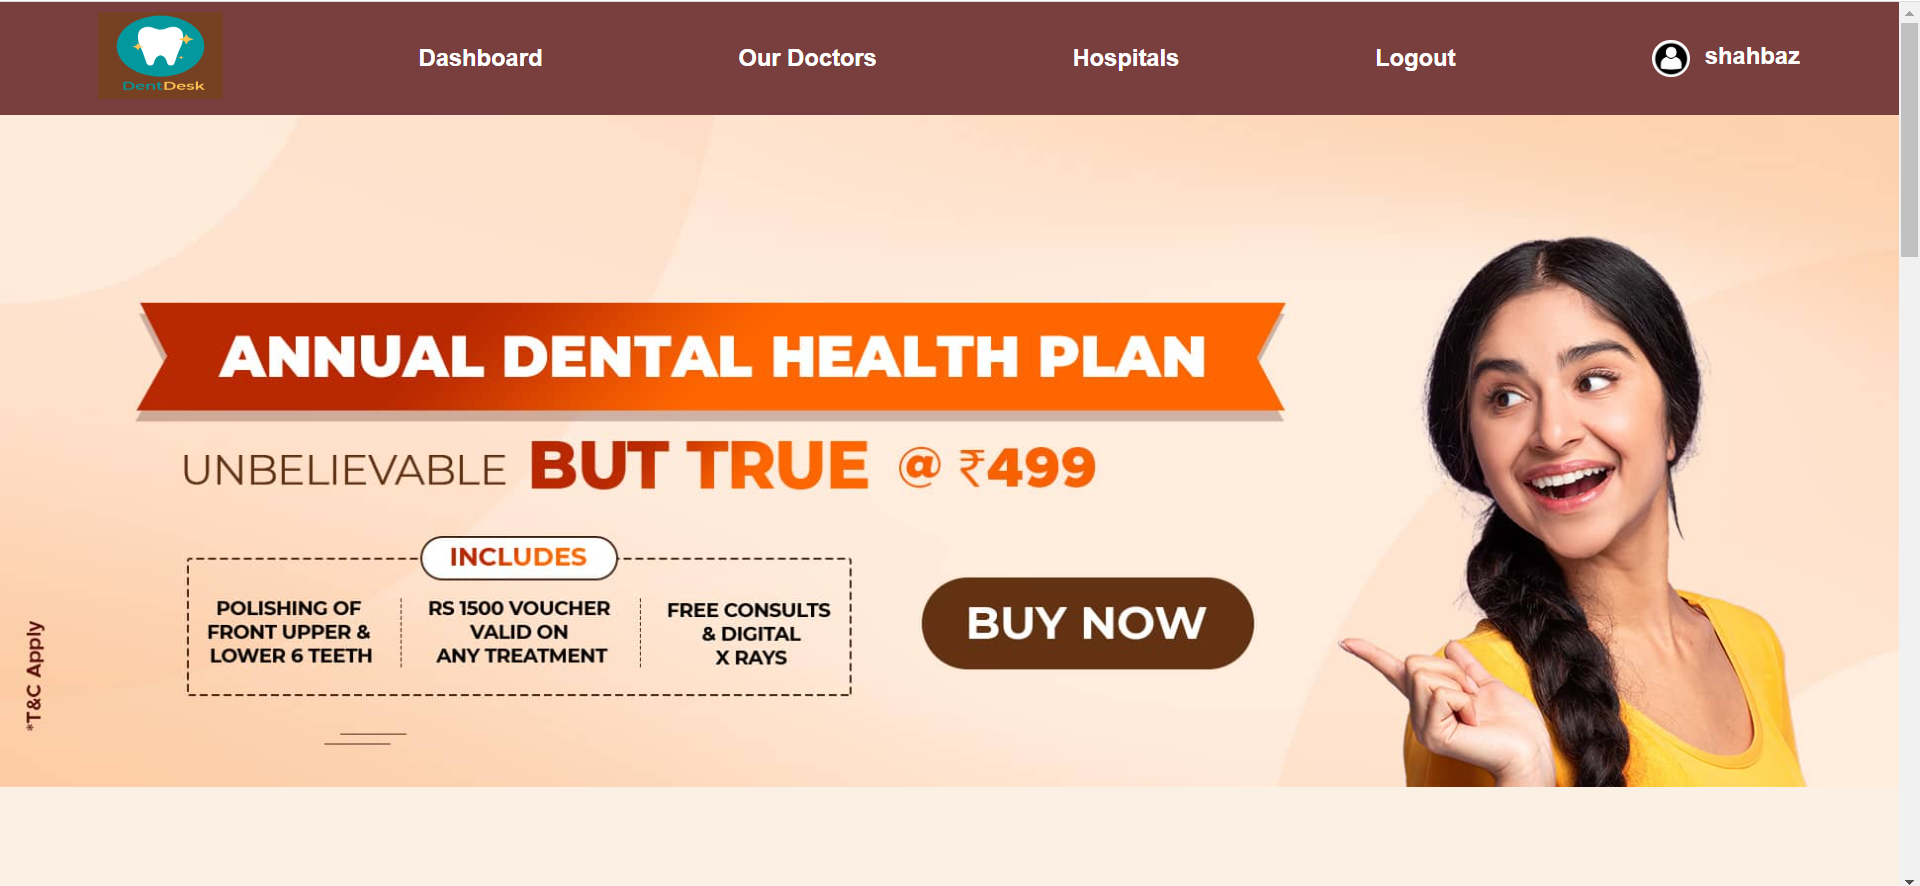 DentDesk
Dashboard
Our Doctors
Hospitals
Logout
shahbaz
ANNUAL DENTAL HEALTH PLAN
UNBELIEVABLE BUT TRUE @ ₹499
INCLUDES
POLISHING OF
FRONT UPPER &
LOWER 6 TEETH
RS 1500 VOUCHER
VALID ON
ANY TREATMENT
FREE CONSULTS
& DIGITAL
X RAYS
BUY NOW
*T&C Apply